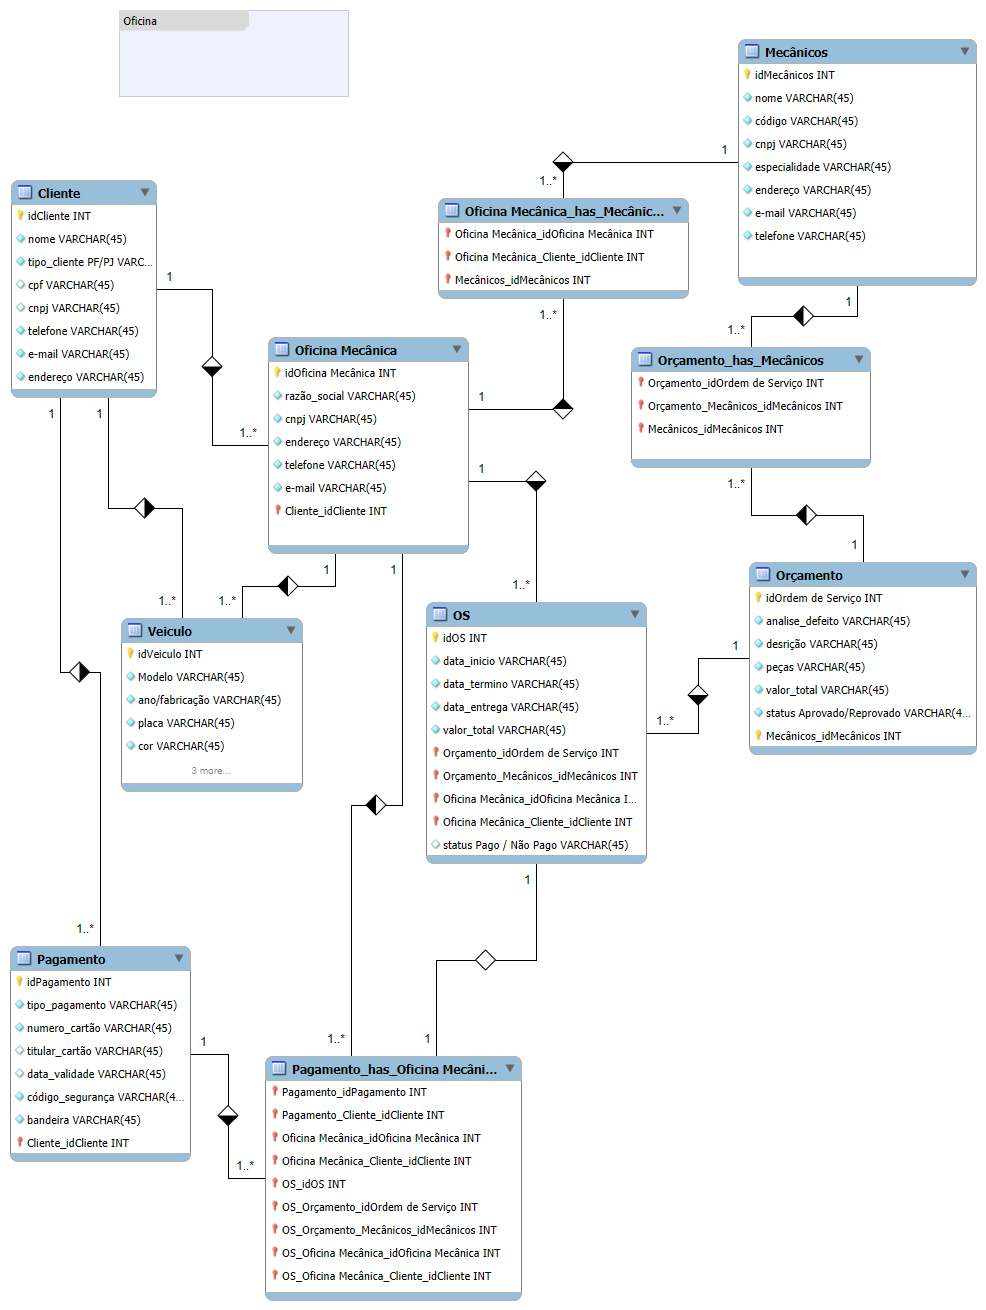 Oficina
Mecânicos
idMecânicos INT
nome VARCHAR(45)
código VARCHAR(45)
cnpj VARCHAR(45)
especialidade VARCHAR(45)
endereço VARCHAR(45)
e-mail VARCHAR(45)
telefone VARCHAR(45)
1
1..*
Cliente
idCliente INT
nome VARCHAR(45)
tipo_cliente PF/PJ VARC...
cpf VARCHAR(45)
cnpj VARCHAR(45)
telefone VARCHAR(45)
e-mail VARCHAR(45)
endereço VARCHAR(45)
Oficina Mecânica_has_Mecânic...
Oficina Mecânica_idOficina Mecânica INT
Oficina Mecânica_Cliente_idCliente INT
Mecânicos_idMecânicos INT
1
1..*
1
1..*
Orçamento_has_Mecânicos
Orçamento_idOrdem de Serviço INT
Orçamento_Mecânicos_idMecânicos INT
Mecânicos_idMecânicos INT
Oficina Mecânica
idOficina Mecânica INT
razão_social VARCHAR(45)
cnpj VARCHAR(45)
endereço VARCHAR(45)
telefone VARCHAR(45)
e-mail VARCHAR(45)
Cliente_idCliente INT
1
1
1
1..*
1
1..*
1
1
1
1..*
1
1..*
1..*
1..*
Orçamento
idOrdem de Serviço INT
analise_defeito VARCHAR(45)
desrição VARCHAR(45)
peças VARCHAR(45)
valor_total VARCHAR(45)
status Aprovado/Reprovado VARCHAR(4...
Mecânicos_idMecânicos INT
Veiculo
idVeiculo INT
Modelo VARCHAR(45)
ano/fabricação VARCHAR(45)
placa VARCHAR(45)
cor VARCHAR(45)
3 more...
OS
idOS INT
data_inicio VARCHAR(45)
data_termino VARCHAR(45)
data_entrega VARCHAR(45)
valor_total VARCHAR(45)
Orçamento_idOrdem de Serviço INT
Orçamento_Mecânicos_idMecânicos INT
Oficina Mecânica_idOficina Mecânica I...
Oficina Mecânica_Cliente_idCliente INT
status Pago / Não Pago VARCHAR(45)
1
1..*
1
1..*
Pagamento
idPagamento INT
tipo_pagamento VARCHAR(45)
numero_cartão VARCHAR(45)
titular_cartão VARCHAR(45)
data_validade VARCHAR(45)
código_segurança VARCHAR(4...
bandeira VARCHAR(45)
Cliente_idCliente INT
1
1..*
1..*
1
Pagamento_has_Oficina Mecâni...
Pagamento_idPagamento INT
Pagamento_Cliente_idCliente INT
Oficina Mecânica_idOficina Mecânica INT
Oficina Mecânica_Cliente_idCliente INT
OS_idOS INT
OS_Orçamento_idOrdem de Serviço INT
OS_Orçamento_Mecânicos_idMecânicos INT
OS_Oficina Mecânica_idOficina Mecânica INT
OS_Oficina Mecânica_Cliente_idCliente INT